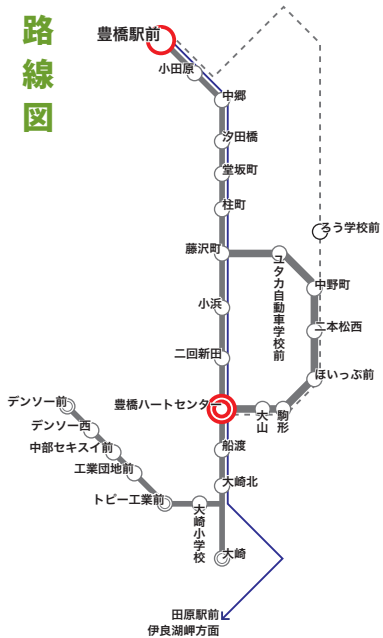 路線図
豊橋駅前
小田原
中郷
汐田橋
堂坂町
柱町
ろう学校前
藤沢町
ユタカ自動車学校前
中野町
小浜
二本松西
二回新田
ほいっぷ前
デンソー前
豊橋ハートセンター
大山
駒形
デンソー西
中部セキスイ前
船渡
工業団地前
大崎北
トピー工業前
大崎小学校
大崎
田原駅前
伊良湖岬方面